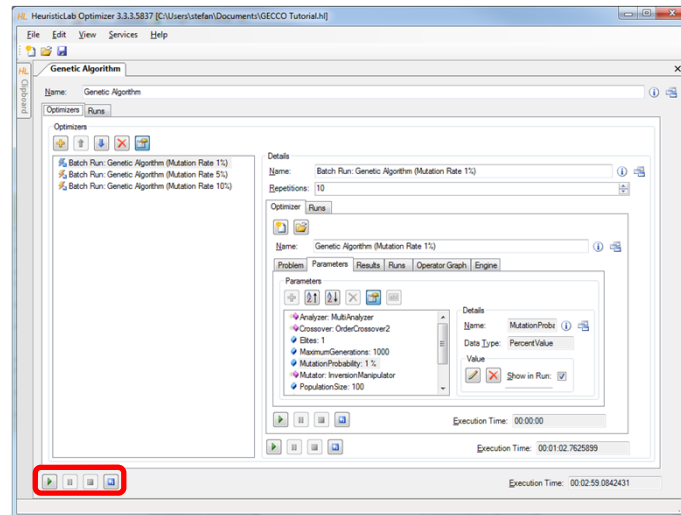 HL HeuristicLab Optimizer 3.3.3.5837 [C:\Users\stefan\Documents\GECCO Tutorial.hl]
File Edit View Services Help
HL Clipboard
Genetic Algorithm
Name: Genetic Algorithm
Optimizers Runs
Optimizers
Batch Run: Genetic Algorithm (Mutation Rate 1%)
Batch Run: Genetic Algorithm (Mutation Rate 5%)
Batch Run: Genetic Algorithm (Mutation Rate 10%)
Details
Name: Batch Run: Genetic Algorithm (Mutation Rate 1%)
Repetitions: 10
Optimizer Runs
Name: Genetic Algorithm (Mutation Rate 1%)
Problem Parameters Results Runs Operator Graph Engine
Parameters
Analyzer: MultiAnalyzer
Crossover: OrderCrossover2
Elites: 1
MaximumGenerations: 1000
MutationProbability: 1 %
Mutator: InversionManipulator
PopulationSize: 100
Details
Name: MutationProba
Data Type: PercentValue
Value
Show in Run:
Execution Time: 00:00:00
Execution Time: 00:01:02.7625899
Execution Time: 00:02:59.0842431